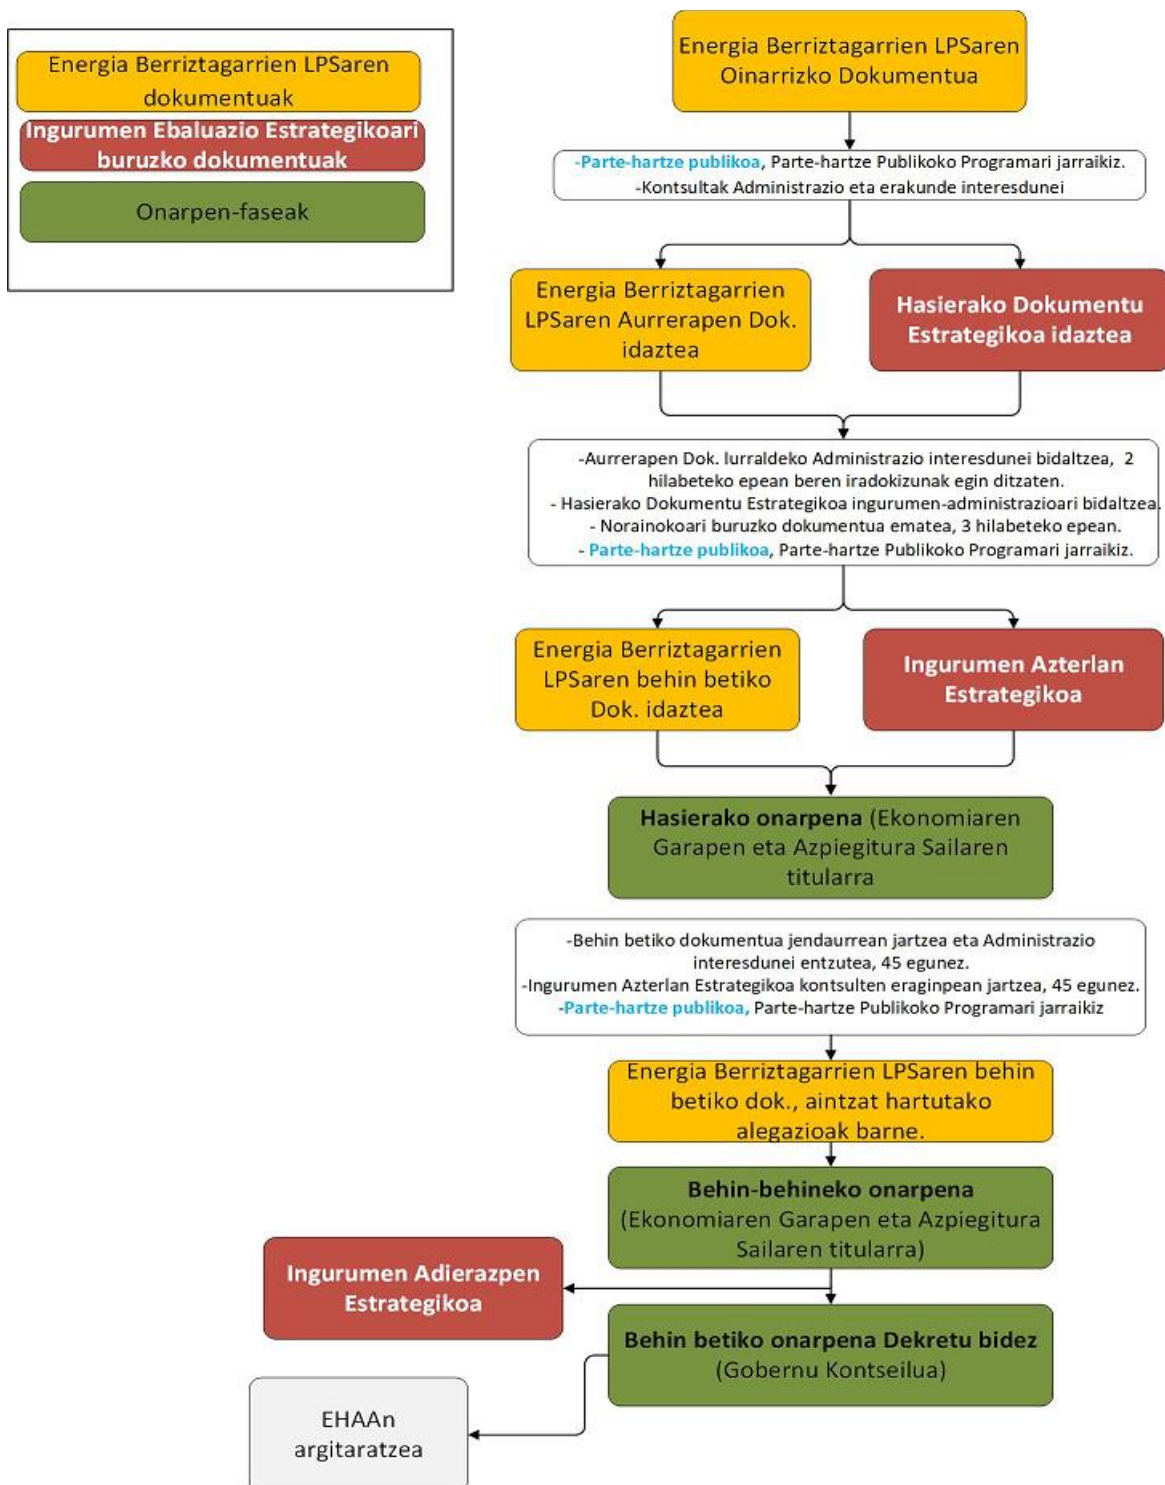 Energia Berriztagarrien LPSaren
dokumentuak
Ingurumen Ebaluazio Estrategikoari
buruzko dokumentuak
Onarpen-faseak
Energia Berriztagarrien LPSaren
Oinarrizko Dokumentua
-Parte-hartze publikoa, Parte-hartze Publikoko Programari jarraikiz.
-Kontsultak Administrazio eta erakunde interesdunei
Energia Berriztagarrien
LPSaren Aurrerapen Dok.
idaztea
Hasierako Dokumentu
Estrategikoa idaztea
-Aurrerapen Dok. lurraldeko Administrazio interesdunei bidaltzea, 2
hilabeteko epean beren iradokizunak egin ditzaten.
- Hasierako Dokumentu Estrategikoa ingurumen-administrazioari bidaltzea.
- Norainokoari buruzko dokumentua ematea, 3 hilabeteko epean.
- Parte-hartze publikoa, Parte-hartze Publikoko Programari jarraikiz.
Energia Berriztagarrien
LPSaren behin betiko
Dok. idaztea
Ingurumen Azterlan
Estrategikoa
Hasierako onarpena (Ekonomiaren
Garapen eta Azpiegitura Sailaren
titularra
-Behin betiko dokumentua jendaurrean jartzea eta Administrazio
interesdunei entzutea, 45 egunez.
-Ingurumen Azterlan Estrategikoa kontsulten eraginpean jartzea, 45 egunez.
-Parte-hartze publikoa, Parte-hartze Publikoko Programari jarraikiz
Energia Berriztagarrien LPSaren behin
betiko dok., aintzat hartutako
alegazioak barne.
Behin-behineko onarpena
(Ekonomiaren Garapen eta Azpiegitura
Sailaren titularra)
Ingurumen Adierazpen
Estrategikoa
Behin betiko onarpena Dekretu bidez
(Gobernu Kontseilua)
EHAAn
argitaratzea